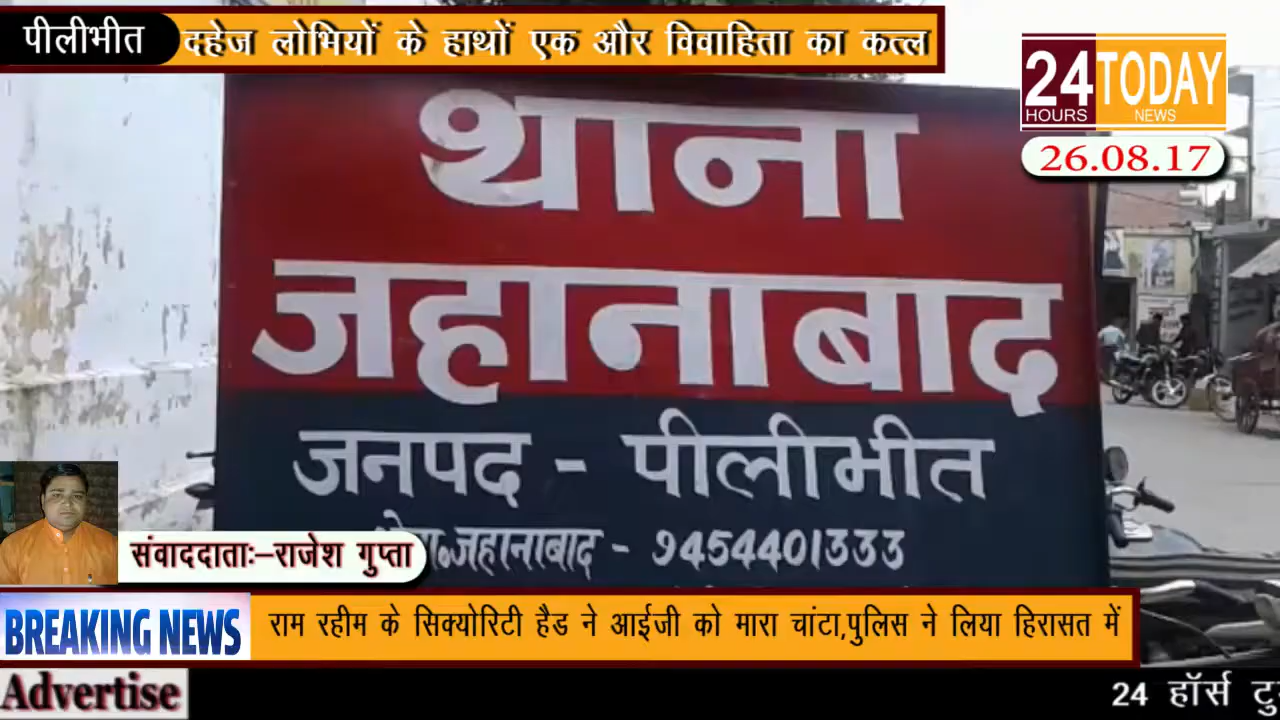 पीलीभीत दहेज लोभियों के हाथों एक और विवाहिता का कत्ल
24 TODAY
HOURS NEWS
26.08.17
थाना
जहानाबाद
जनपद - पीलीभीत
जहानाबाद - 9454401333
संवाददाताः-राजेश गुप्ता
BREAKING NEWS राम रहीम के सिक्योरिटी हैड ने आईजी को मारा चांटा,पुलिस ने लिया हिरासत में
Advertise 24 हॉर्स